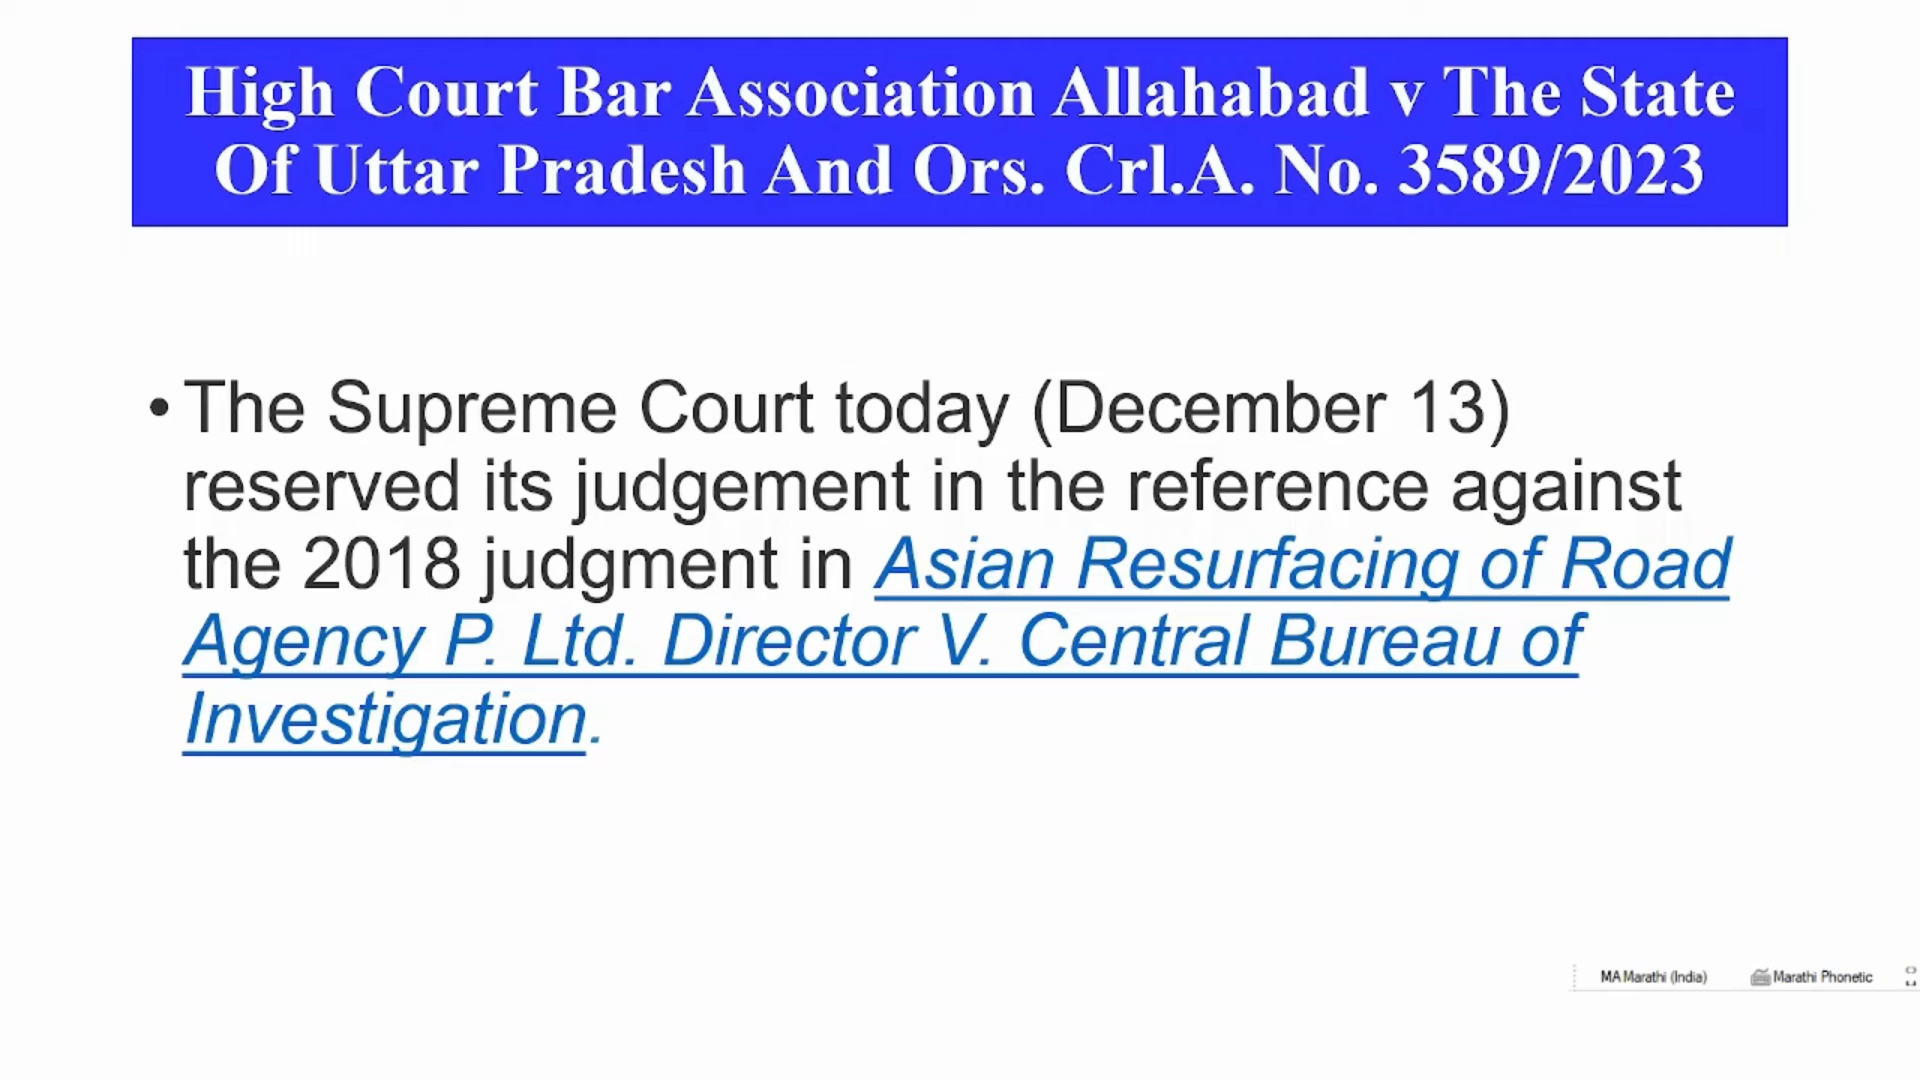 High Court Bar Association Allahabad v The State
Of Uttar Pradesh And Ors. Crl.A. No. 3589/2023
• The Supreme Court today (December 13)
reserved its judgement in the reference against
the 2018 judgment in Asian Resurfacing of Road
Agency P. Ltd. Director V. Central Bureau of
Investigation.
MA Marathi (India) Marathi Phonetic